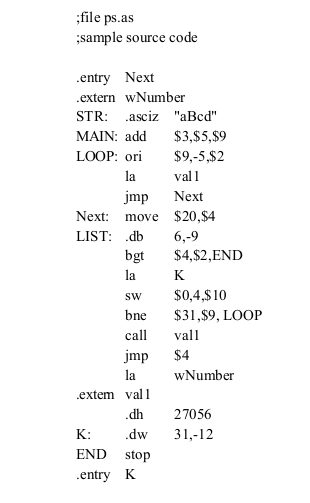 ;file ps.as
;sample source code
.entry Next
.extern wNumber
STR: .asciz "aBcd"
MAIN: add $3,$5,$9
LOOP: ori $9,-5,$2
la val1
jmp Next
Next: move $20,$4
LIST: .db 6,-9
bgt $4,$2,END
la K
sw $0,4,$10
bne $31,$9, LOOP
call val1
jmp $4
la wNumber
.extern val1
.dh 27056
K: .dw 31,-12
END stop
.entry K